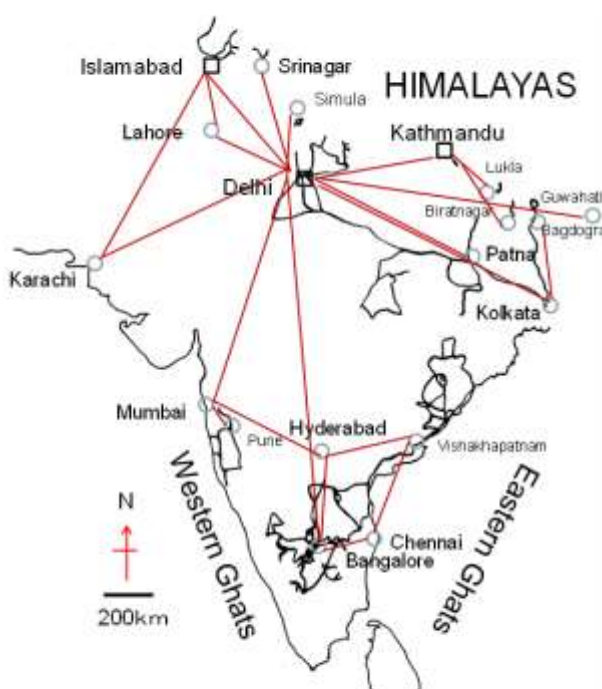 Islamabad
Srinagar
Simula
HIMALAYAS
Lahore
Kathmandu
Lukla
Delhi
Guwahati
Biratnagar
Bagdogra
Karachi
Patna
Kolkata
Mumbai
Hyderabad
Pune
Visnakhapatnam
Western Ghats
Eastern Ghats
N
Chennai
Bangalore
200km